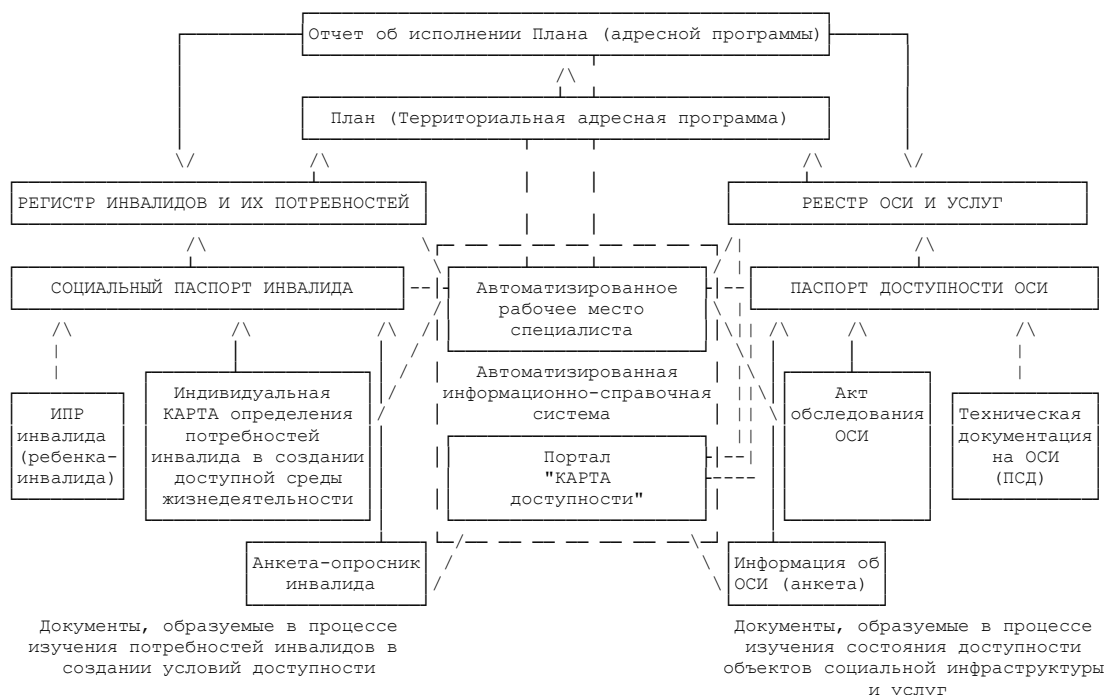 Отчет об исполнении Плана (адресной программы)
План (Территориальная адресная программа)
РЕГИСТР ИНВАЛИДОВ И ИХ ПОТРЕБНОСТЕЙ
РЕЕСТР ОСИ И УСЛУГ
СОЦИАЛЬНЫЙ ПАСПОРТ ИНВАЛИДА
Автоматизированное
рабочее место
специалиста
ПАСПОРТ ДОСТУПНОСТИ ОСИ
ИПР
инвалида
(ребенка-
инвалида)
Индивидуальная
КАРТА определения
потребностей
инвалида в создании
доступной среды
жизнедеятельности
Автоматизированная
информационно-справочная
система
Портал
"КАРТА
доступности"
Акт
обследования
ОСИ
Техническая
документация
на ОСИ
(ПСД)
Анкета-опросник
инвалида
Информация об
ОСИ (анкета)
Документы, образуемые в процессе
изучения потребностей инвалидов в
создании условий доступности
Документы, образуемые в процессе
изучения состояния доступности
объектов социальной инфраструктуры
и услуг